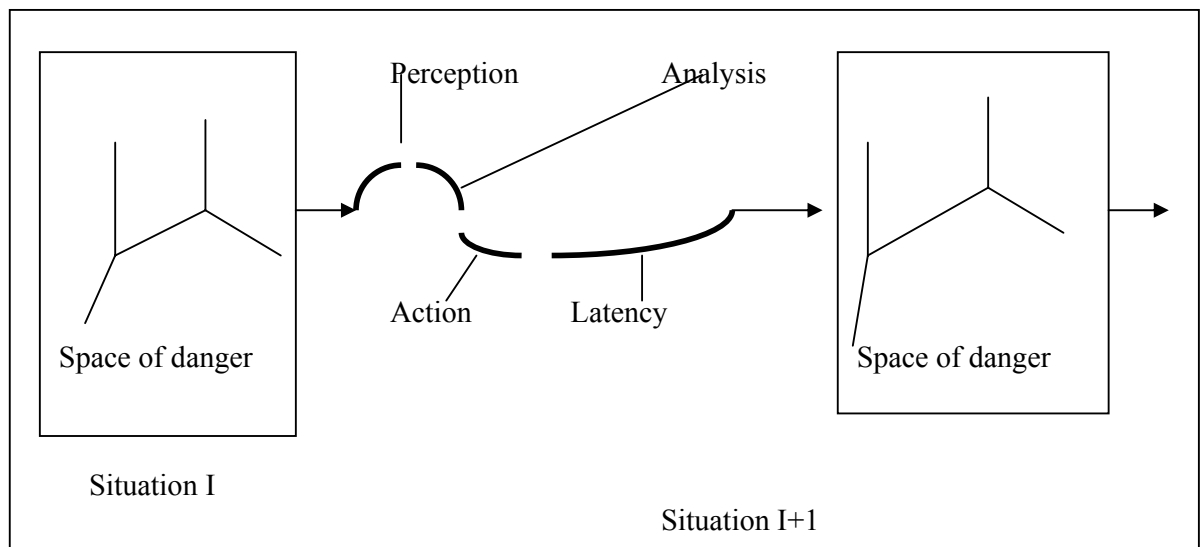 Perception
Analysis
Action
Latency
Space of danger
Space of danger
Situation I
Situation I+1